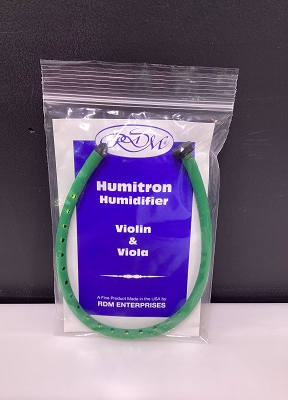 RDM
Humitron
Humidifier
Violin
&
Viola
A Fine Product Made in the USA by
RDM ENTERPRISES